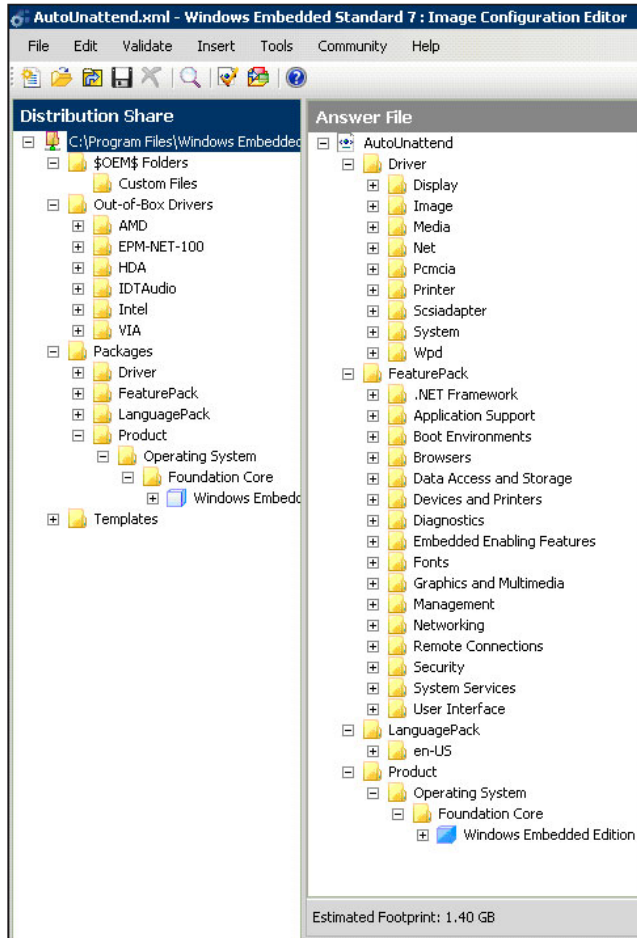 AutoUnattend.xml - Windows Embedded Standard 7 : Image Configuration Editor
File Edit Validate Insert Tools Community Help
Distribution Share
C:\Program Files\Windows Embedded
$OEM$ Folders
Custom Files
Out-of-Box Drivers
AMD
EPM-NET-100
HDA
IDTAudio
Intel
VIA
Packages
Driver
FeaturePack
LanguagePack
Product
Operating System
Foundation Core
Windows Embedd
Templates
Answer File
AutoUnattend
Driver
Display
Image
Media
Net
Pcmcia
Printer
Scsiadapter
System
Wpd
FeaturePack
.NET Framework
Application Support
Boot Environments
Browsers
Data Access and Storage
Devices and Printers
Diagnostics
Embedded Enabling Features
Fonts
Graphics and Multimedia
Management
Networking
Remote Connections
Security
System Services
User Interface
LanguagePack
en-US
Product
Operating System
Foundation Core
Windows Embedded Edition
Estimated Footprint: 1.40 GB